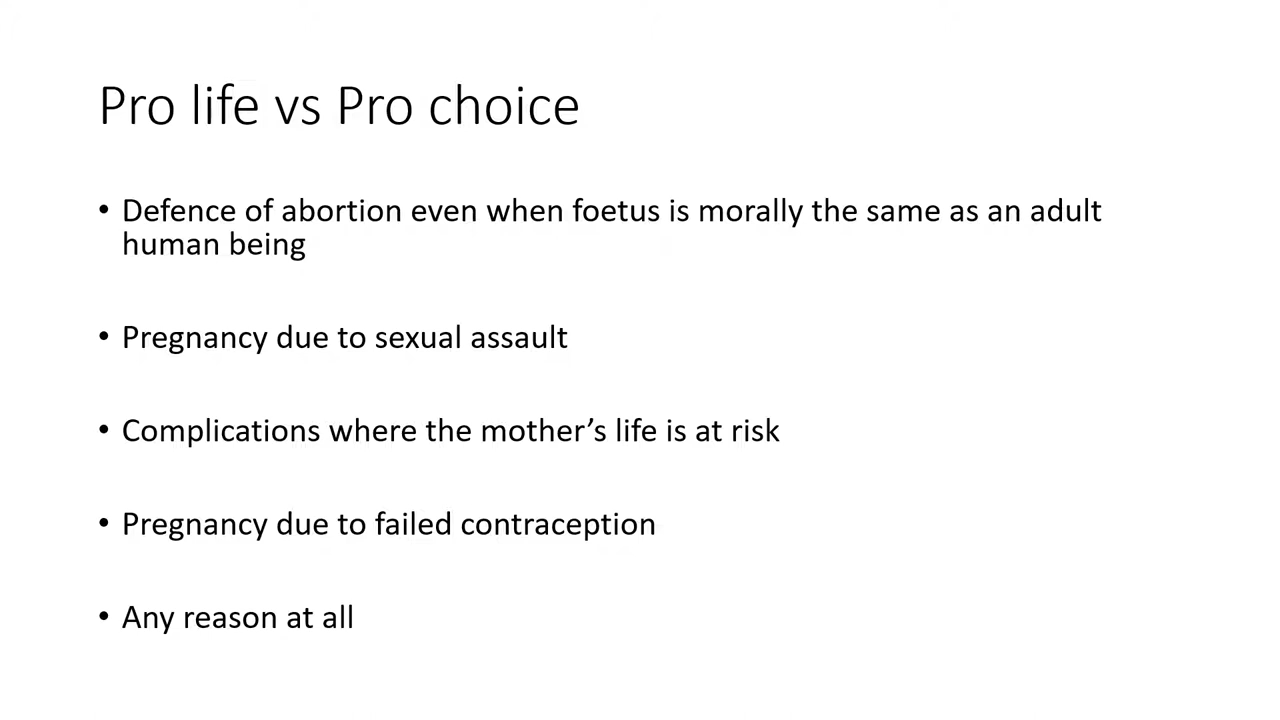 Pro life vs Pro choice
• Defence of abortion even when foetus is morally the same as an adult
human being
• Pregnancy due to sexual assault
• Complications where the mother’s life is at risk
• Pregnancy due to failed contraception
• Any reason at all